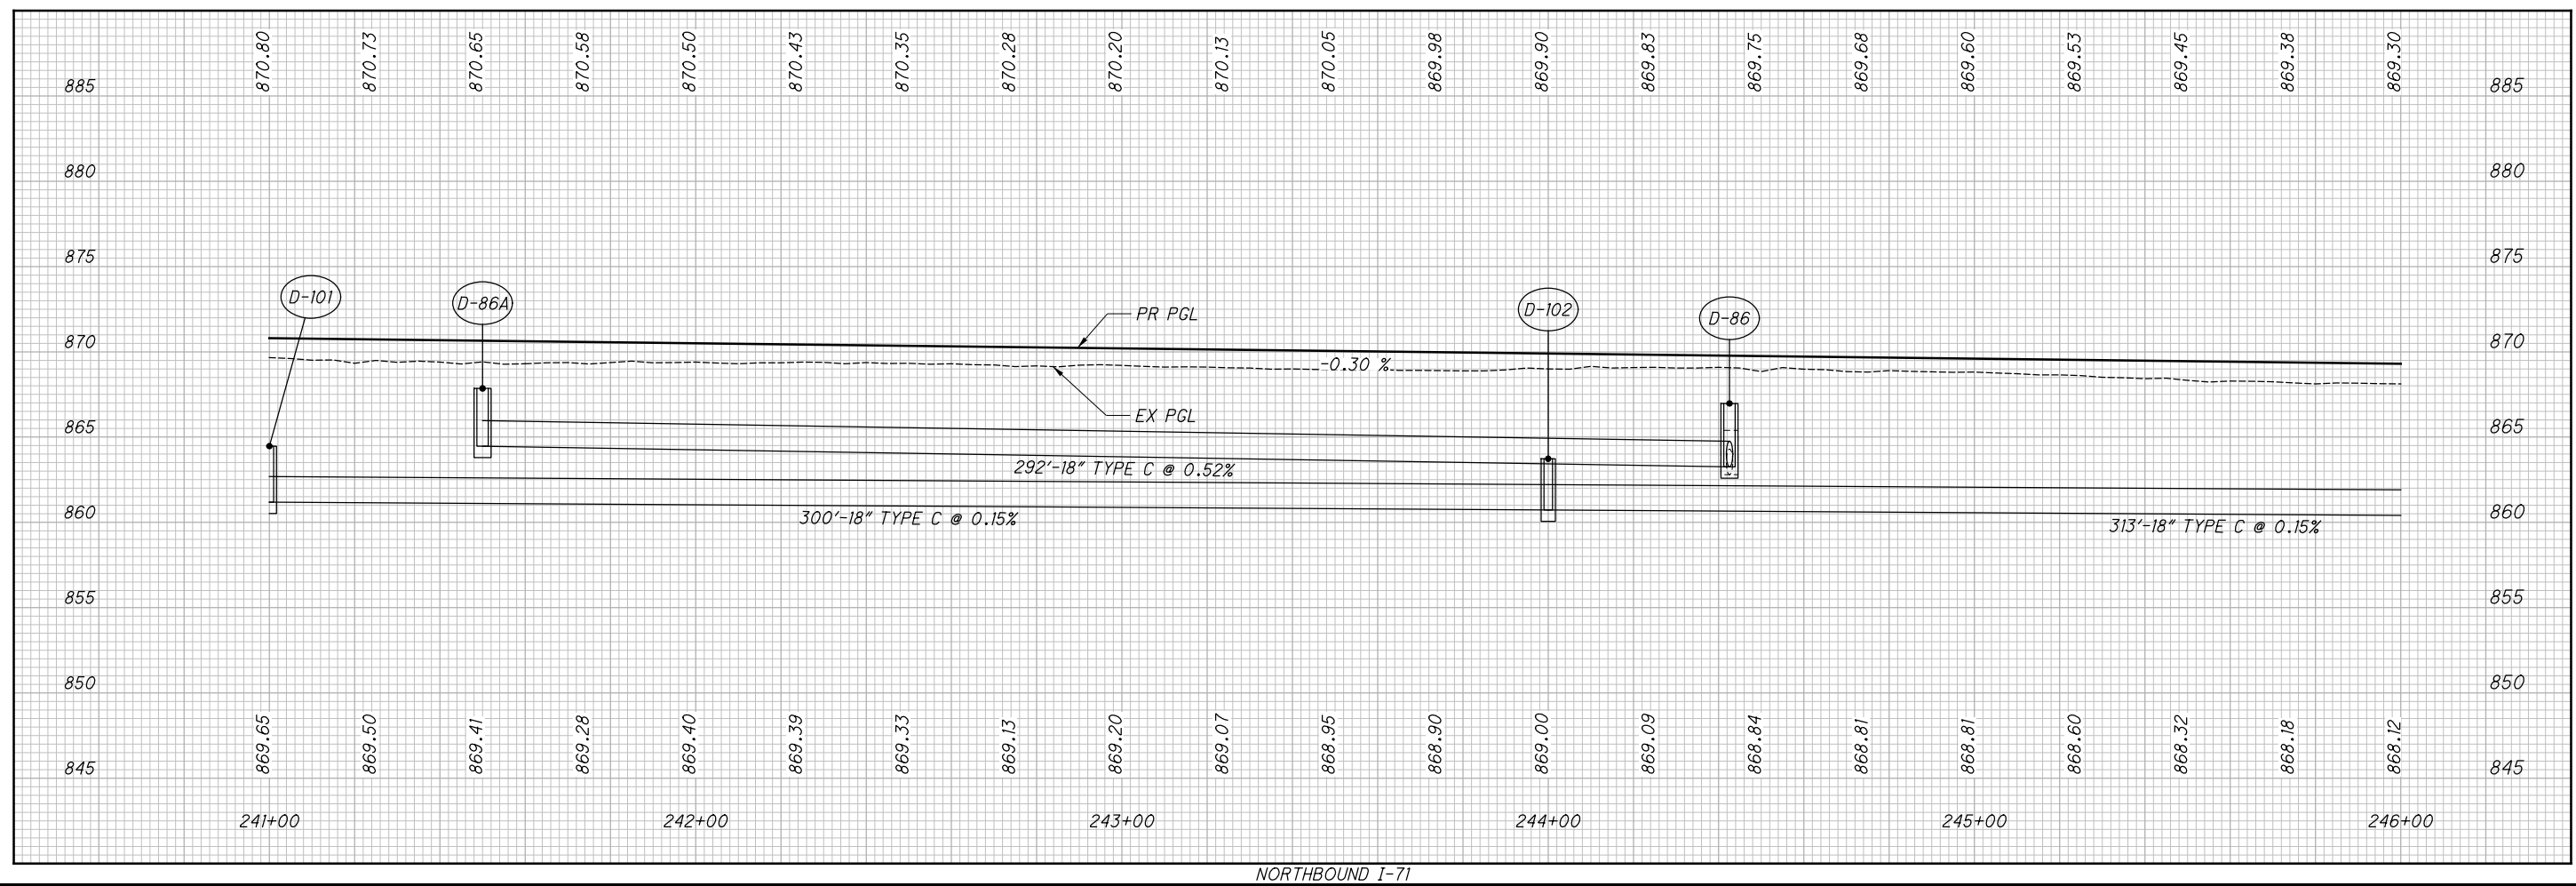 870.80 870.73 870.65 870.58 870.50 870.43 870.35 870.28 870.20 870.13 870.05 869.98 869.90 869.83 869.75 869.68 869.60 869.53 869.45 869.38 869.30
885 885
880 880
875 875
D-101 D-86A D-102 D-86
PR PGL
870 870
-0.30 %
EX PGL
865 865
292'-18" TYPE C @ 0.52%
860 860
300'-18" TYPE C @ 0.15%
313'-18" TYPE C @ 0.15%
855 855
850 850
869.65 869.50 869.41 869.28 869.40 869.39 869.33 869.13 869.20 869.07 868.95 868.90 869.00 869.09 868.84 868.81 868.81 868.60 868.32 868.18 868.12
845 845
241+00 242+00 243+00 244+00 245+00 246+00
NORTHBOUND I-71